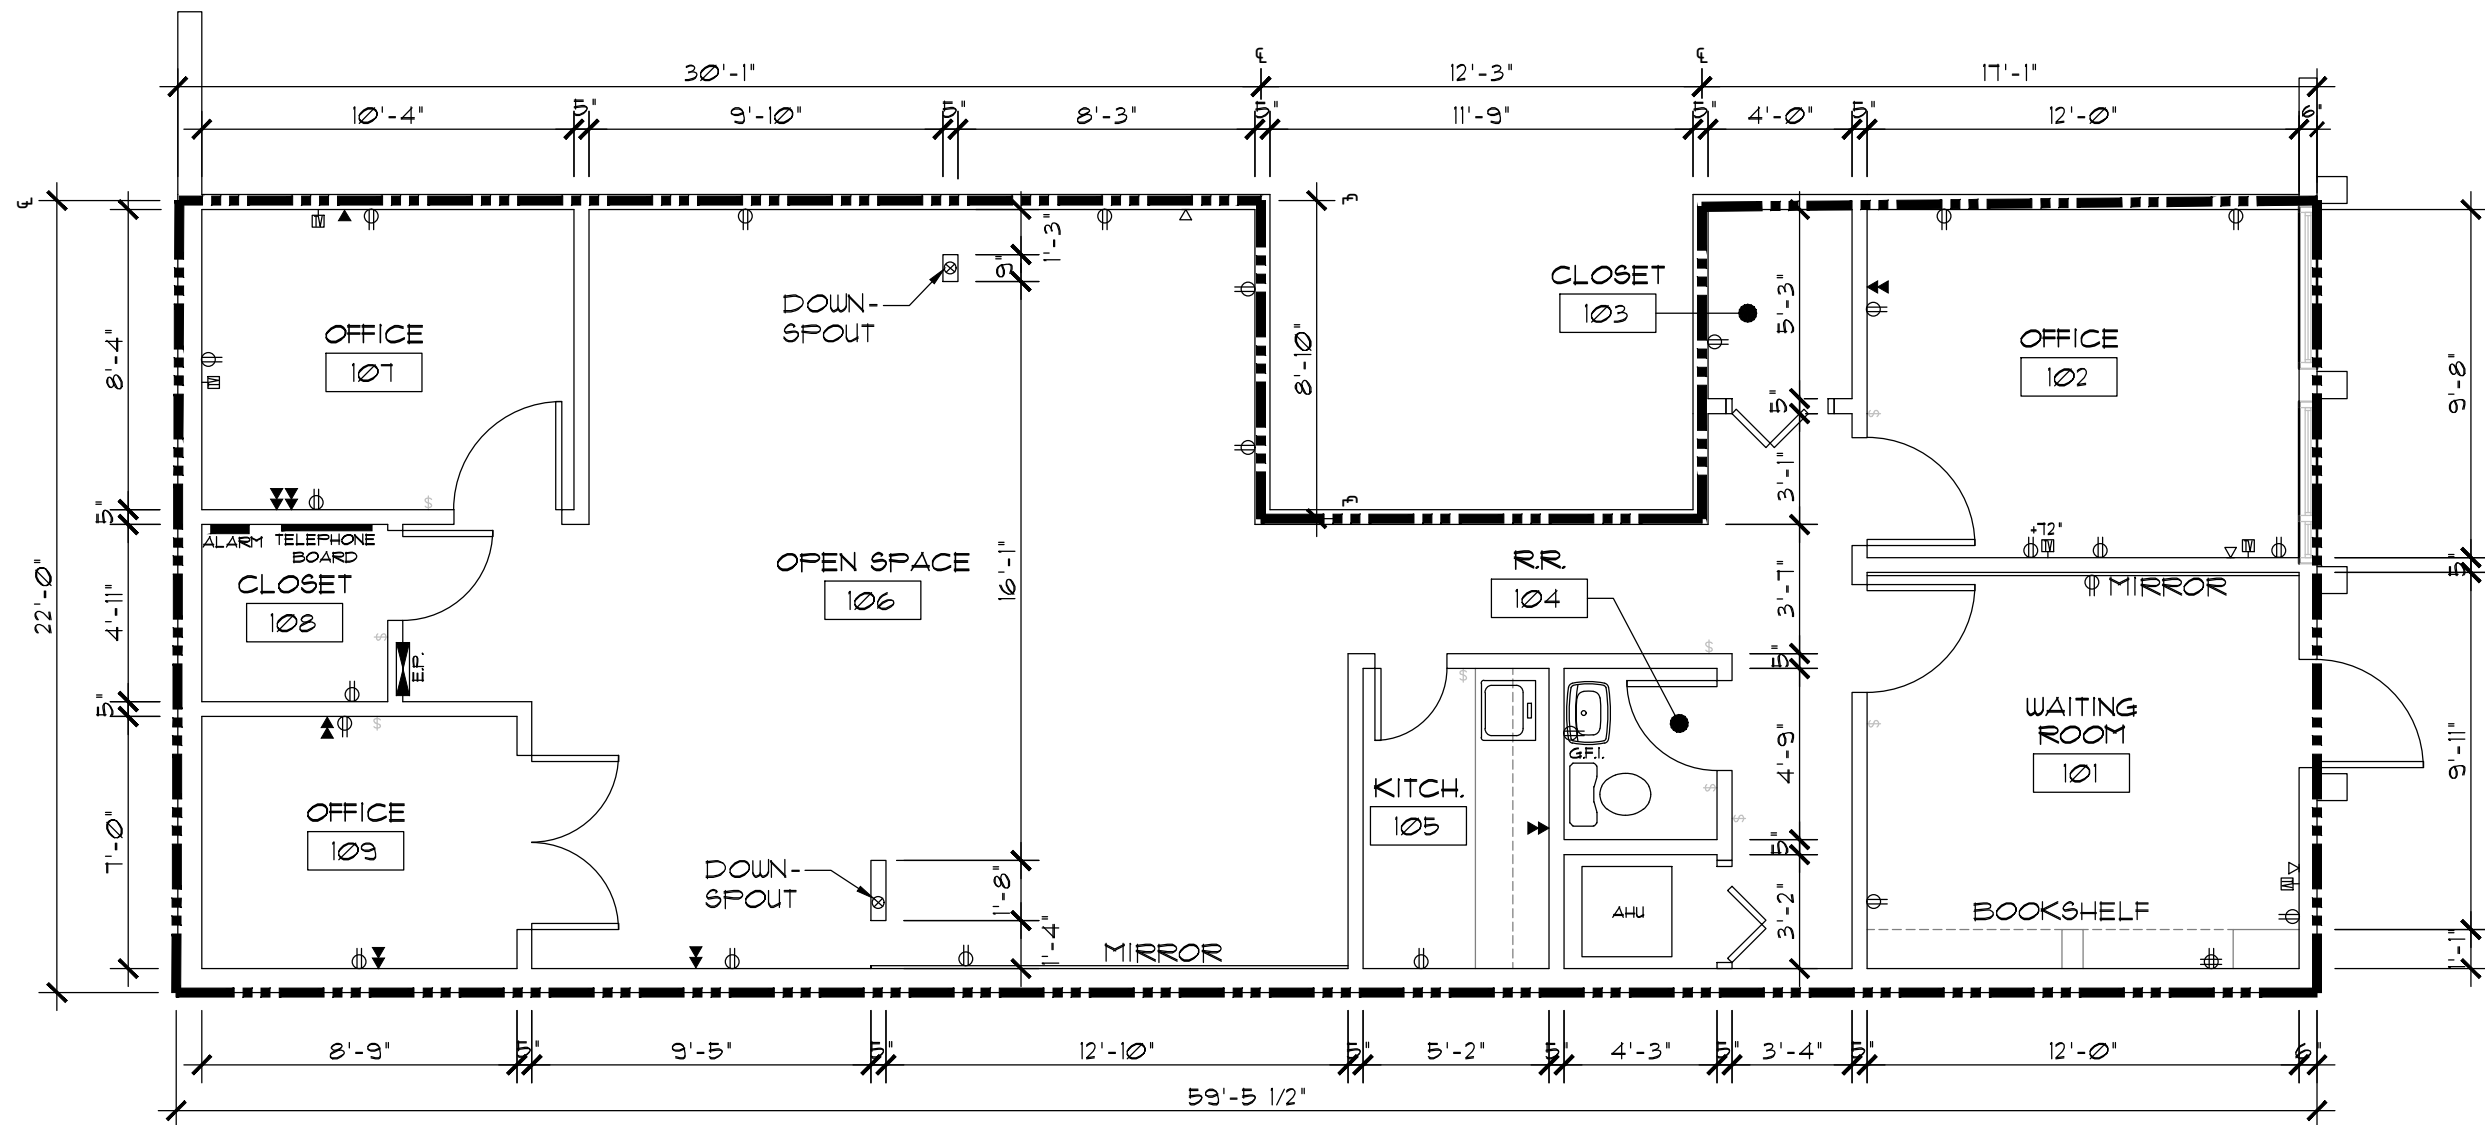 ℄ ℄
30'-1" 12'-3" 17'-1"
10'-4" 5" 9'-10" 5" 8'-3" 5" 11'-9" 5" 4'-0" 5" 12'-0" 6"
℄
22'-0"
8'-4"
5"
4'-11"
5"
7'-0"
OFFICE
107
$
ALARM
TELEPHONE
BOARD
CLOSET
108
$
E.P.
$
OFFICE
109
DOWN-
SPOUT
1'-3"
9"
16'-1"
1'-8"
1'-4"
OPEN SPACE
106
DOWN-
SPOUT
MIRROR
8'-10"
CLOSET
103
5'-3"
5"
3'-1"
3'-7"
5"
4'-9"
5"
3'-2"
R.R.
104
$
$
G.F.I.
$
$
KITCH.
105
AHU
OFFICE
102
$
+72"
MIRROR
WAITING
ROOM
101
$
BOOKSHELF
9'-8"
5"
9'-11"
1'-1"
8'-9" 5" 9'-5" 5" 12'-10" 5" 5'-2" 5" 4'-3" 5" 3'-4" 5" 12'-0" 6"
59'-5 1/2"